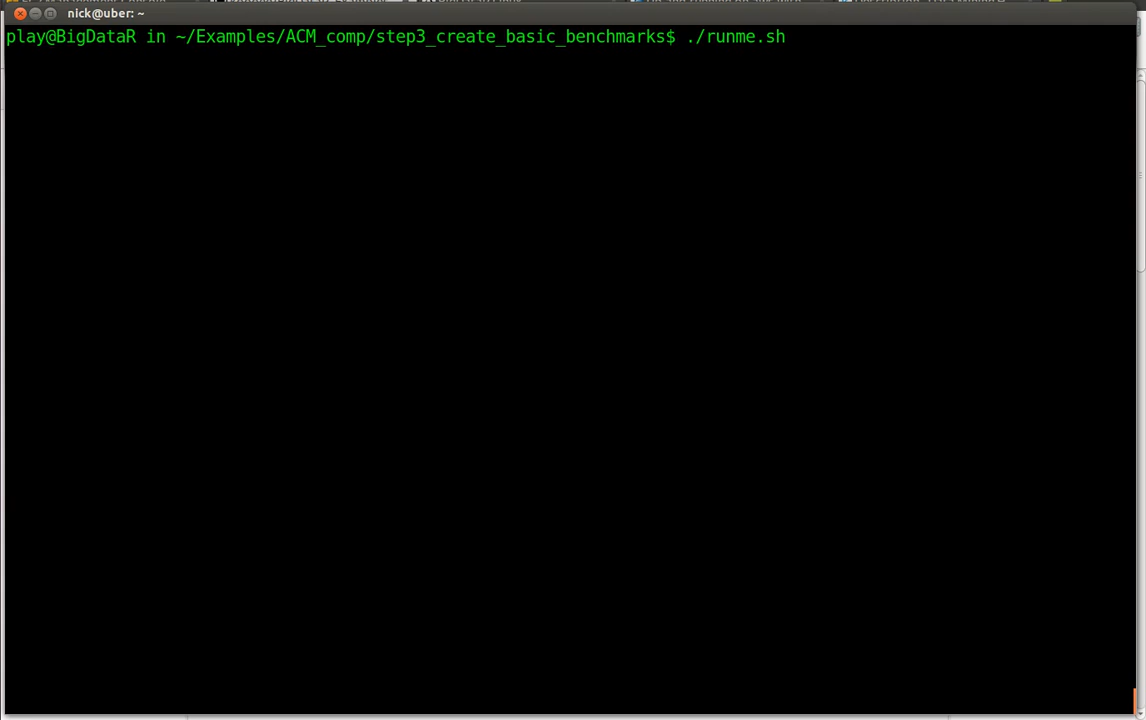 nick@uber: ~
play@BigDataR in ~/Examples/ACM_comp/step3_create_basic_benchmarks$ ./runme.sh